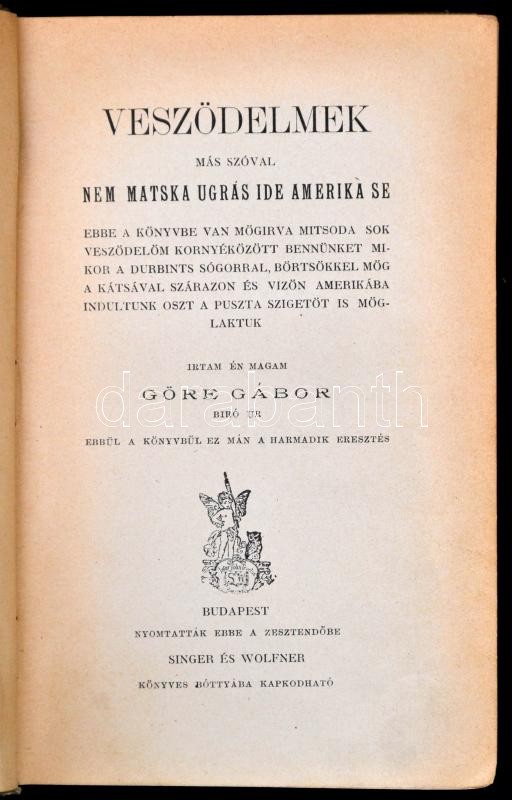 VESZÖDELMEK
MÁS SZÓVAL
NEM MATSKA UGRÁS IDE AMERIKÀ SE
EBBE A KÖNYVBE VAN MÖGIRVA MITSODA SOK
VESZÖDELÖM KORNYÉKÖZÖTT BENNÜNKET MI-
KOR A DURBINTS SÓGORRAL, BÖRTSÖKKEL MÖG
A KÁTSÁVAL SZÁRAZON ÉS VIZÖN AMERIKÁBA
INDULTUNK OSZT A PUSZTA SZIGETÖT IS MÖG-
LAKTUK
IRTAM ÉN MAGAM
GÖRE GÁBOR
darabanth
BIRÓ UR
EBBÜL A KÖNYVBÜL EZ MÁN A HARMADIK ERESZTÉS
BUDAPEST
NYOMTATTÁK EBBE A ZESZTENDŐBE
SINGER ÉS WOLFNER
KÖNYVES BÓTTYÁBA KAPKODHATÓ